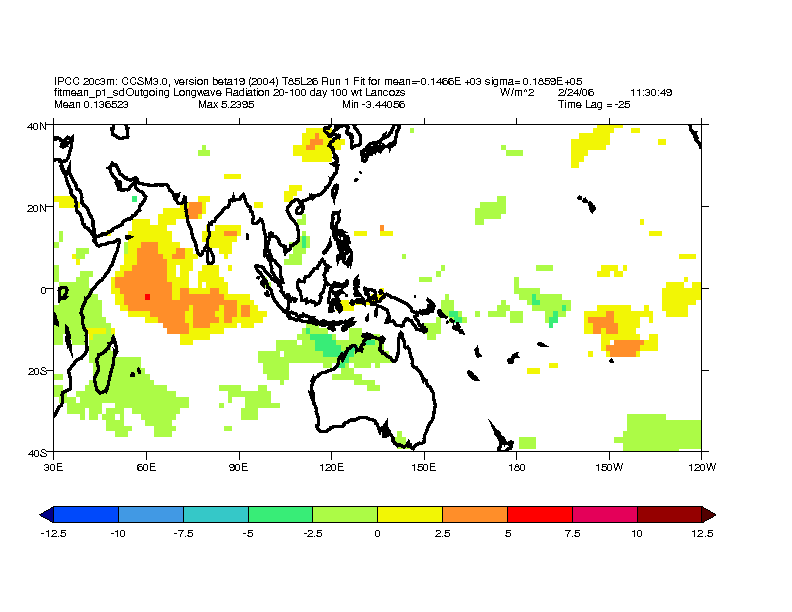 IPCC 20c3m: CCSM3.0, version beta19 (2004) T85L26 Run 1 Fit for mean=-0.1466E +03 sigma= 0.1859E+05
fitmean_p1_sdOutgoing Longwave Radiation 20-100 day 100 wt Lancozs W/m^2 2/24/06 11:30:49
Mean 0.136523 Max 5.2395 Min -3.44056 Time Lag = -25
40N
20N
0
20S
40S
30E 60E 90E 120E 150E 180 150W 120W
-12.5 -10 -7.5 -5 -2.5 0 2.5 5 7.5 10 12.5